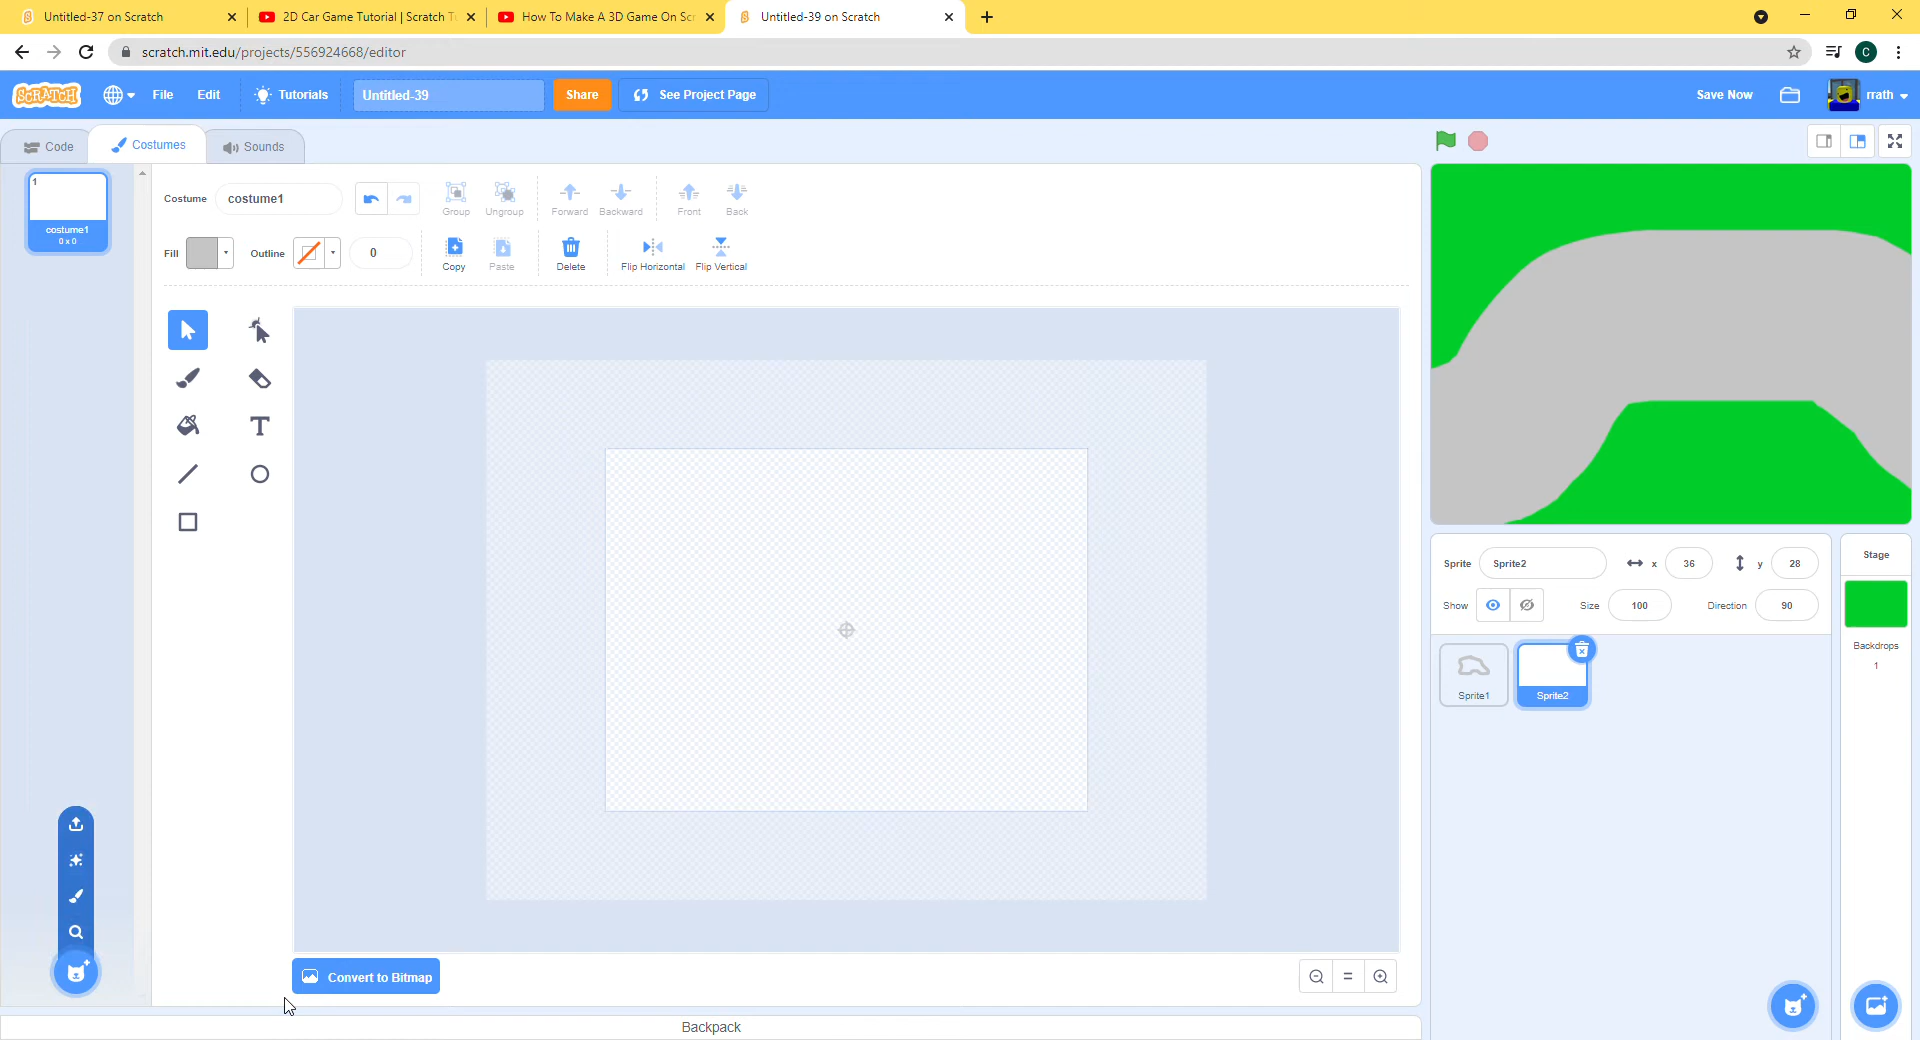 Untitled-37 on Scratch
2D Car Game Tutorial | Scratch Tu
How To Make A 3D Game On Scr
Untitled-39 on Scratch
scratch.mit.edu/projects/556924668/editor
C
SCRATCH
File
Edit
Tutorials
Untitled-39
Share
See Project Page
Save Now
rrath
Code
Costumes
Sounds
1
costume1
0 x 0
Costume
costume1
Group
Ungroup
Forward
Backward
Front
Back
Fill
Outline
0
Copy
Paste
Delete
Flip Horizontal
Flip Vertical
T
Convert to Bitmap
Backpack
Sprite
Sprite2
x
36
y
28
Show
Size
100
Direction
90
Sprite1
Sprite2
Stage
Backdrops
1